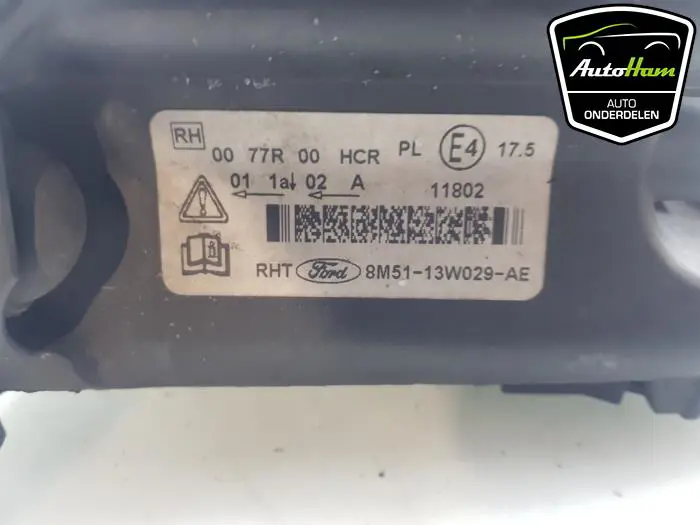 AutoHam
AUTO
ONDERDELEN
RH
00 77R 00 HCR PL E4 17.5
01 1a↓ 02 A 11802
RHT Ford 8M51-13W029-AE